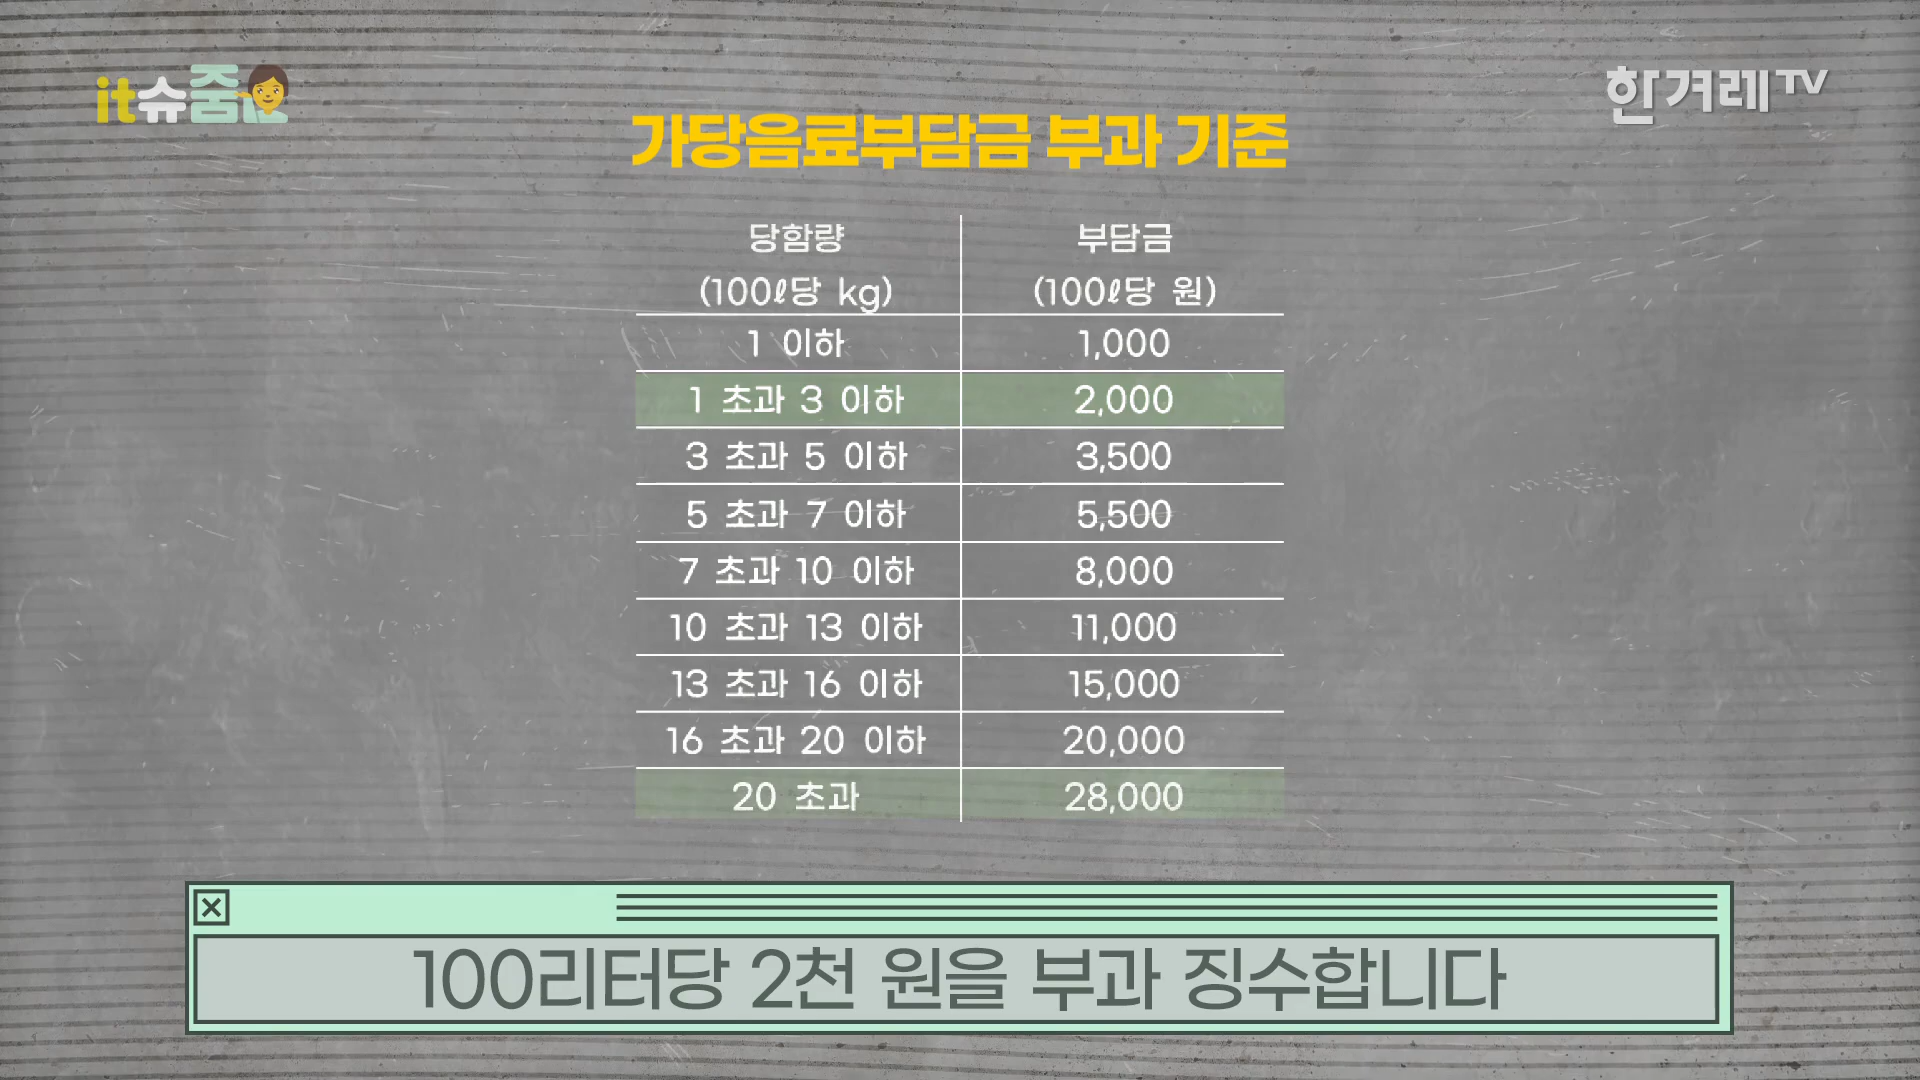 it슈줌
한겨레TV
가당음료부담금 부과 기준
당함량 부담금
(100ℓ당 kg) (100ℓ당 원)
1 이하 1,000
1 초과 3 이하 2,000
3 초과 5 이하 3,500
5 초과 7 이하 5,500
7 초과 10 이하 8,000
10 초과 13 이하 11,000
13 초과 16 이하 15,000
16 초과 20 이하 20,000
20 초과 28,000
100리터당 2천 원을 부과 징수합니다